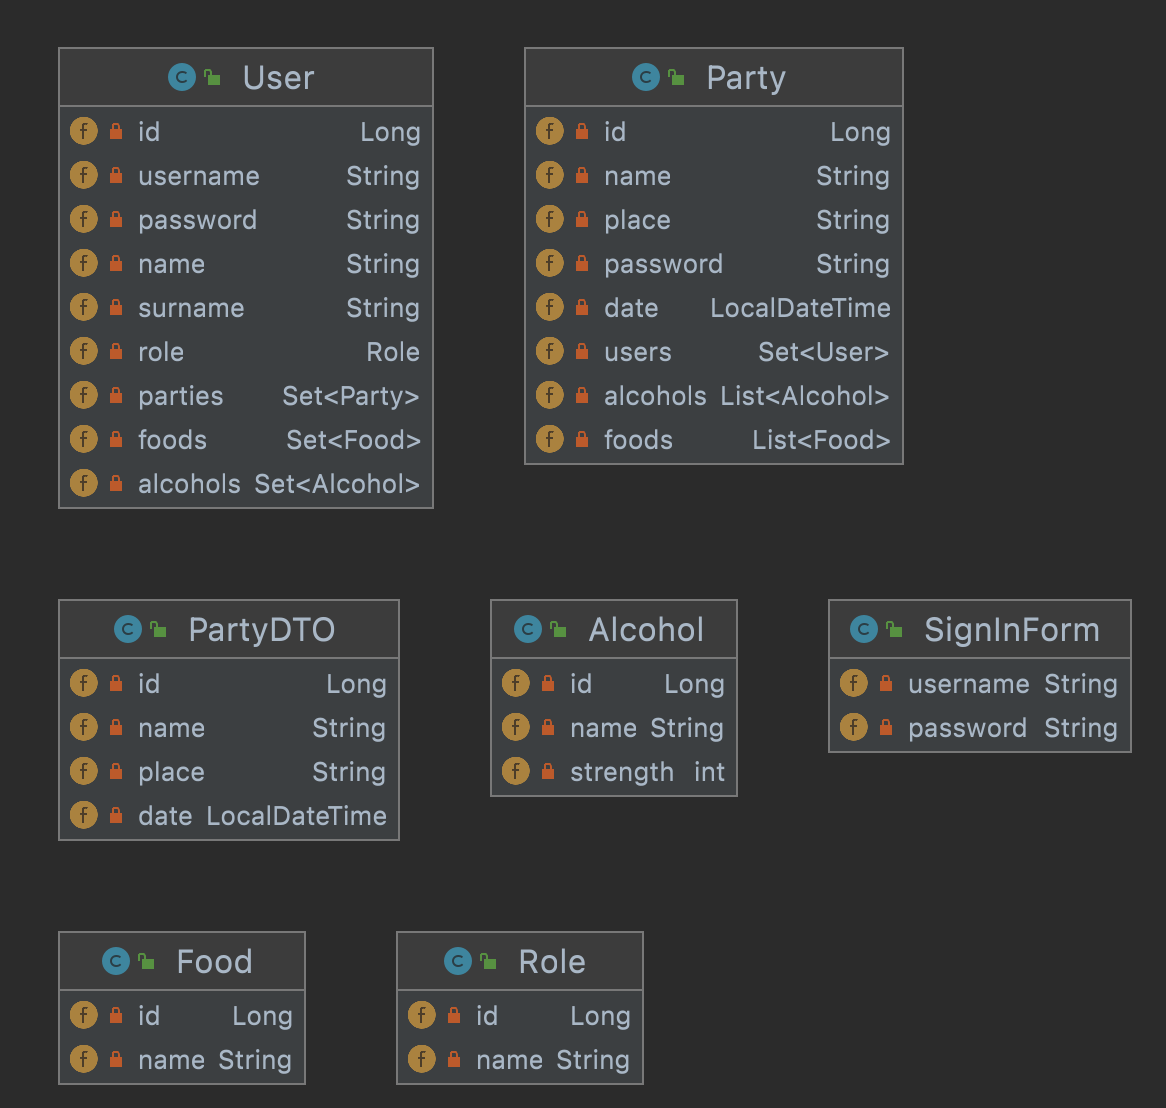 User
id Long
username String
password String
name String
surname String
role Role
parties Set<Party>
foods Set<Food>
alcohols Set<Alcohol>
Party
id Long
name String
place String
password String
date LocalDateTime
users Set<User>
alcohols List<Alcohol>
foods List<Food>
PartyDTO
id Long
name String
place String
date LocalDateTime
Alcohol
id Long
name String
strength int
SignInForm
username String
password String
Food
id Long
name String
Role
id Long
name String